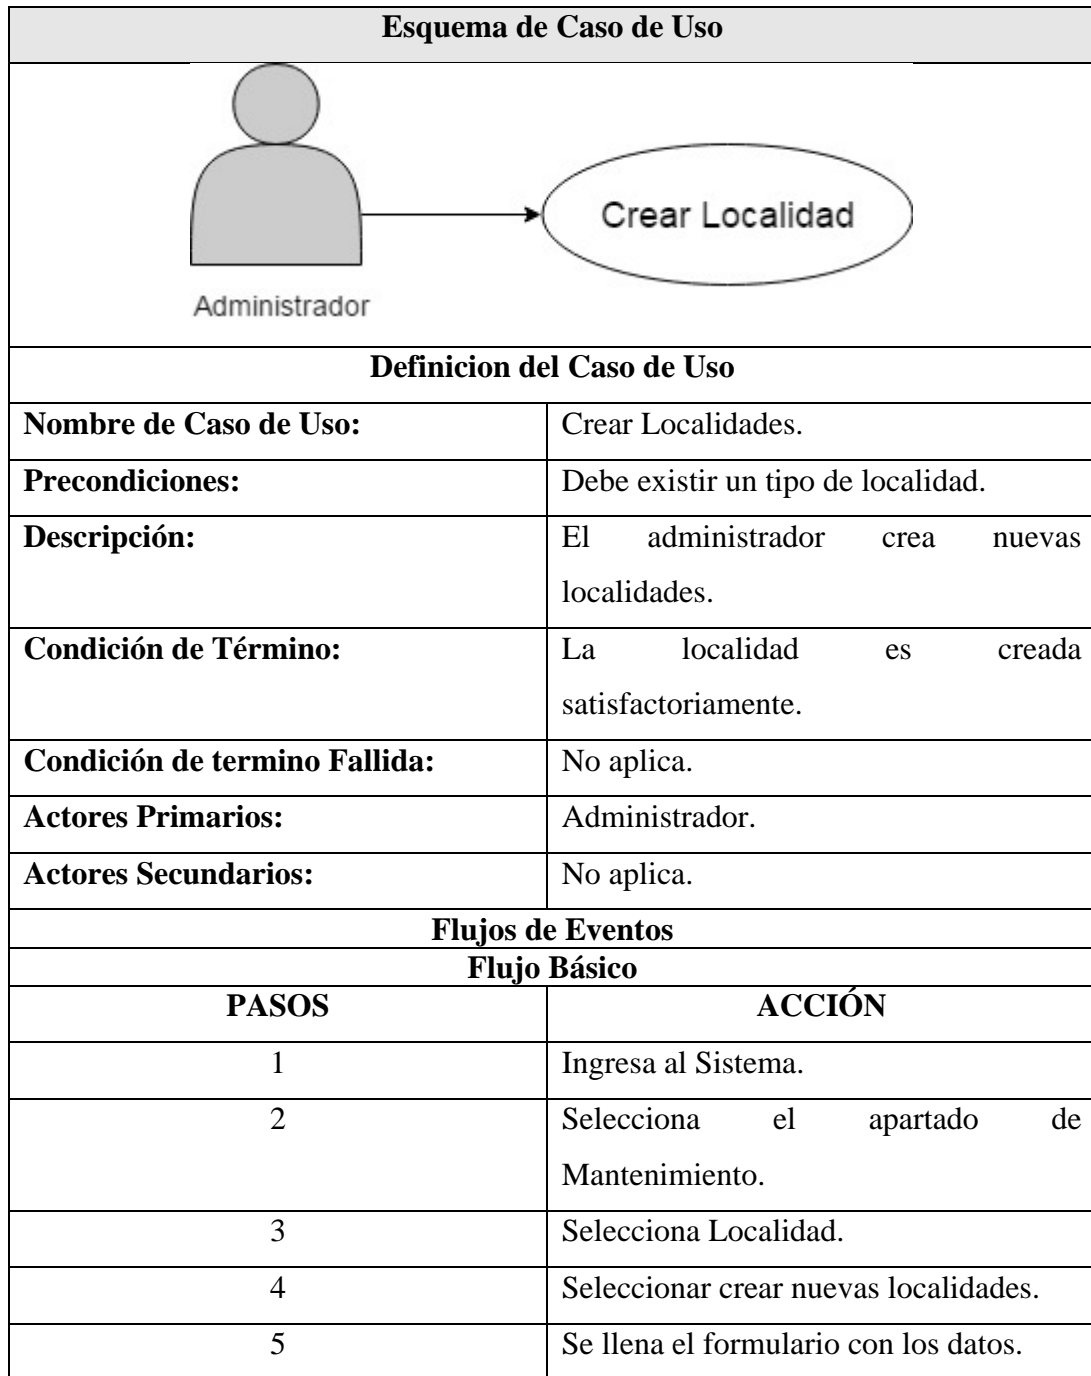 Esquema de Caso de Uso
Crear Localidad
Administrador
Definicion del Caso de Uso
Nombre de Caso de Uso:
Crear Localidades.
Precondiciones:
Debe existir un tipo de localidad.
Descripción:
El administrador crea nuevas
localidades.
Condición de Término:
La localidad es creada
satisfactoriamente.
Condición de termino Fallida:
No aplica.
Actores Primarios:
Administrador.
Actores Secundarios:
No aplica.
Flujos de Eventos
Flujo Básico
PASOS
ACCIÓN
1
Ingresa al Sistema.
2
Selecciona el apartado de
Mantenimiento.
3
Selecciona Localidad.
4
Seleccionar crear nuevas localidades.
5
Se llena el formulario con los datos.